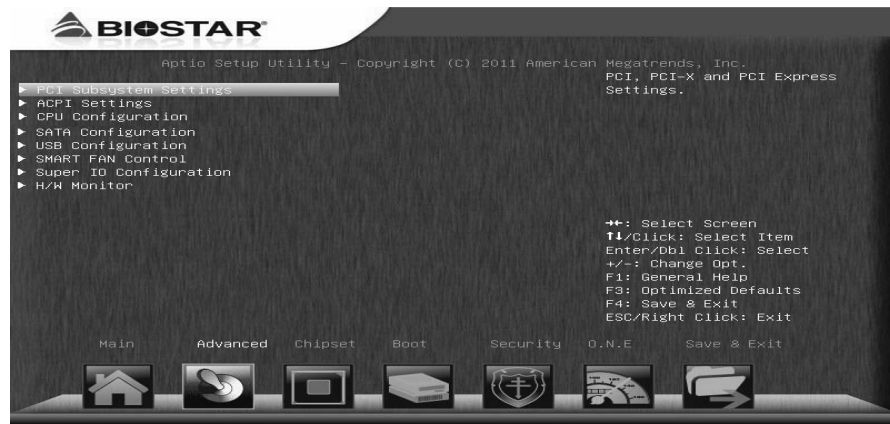 BIOSTAR
Aptio Setup Utility - Copyright (C) 2011 American Megatrends, Inc.
► PCI Subsystem Settings
► ACPI Settings
► CPU Configuration
► SATA Configuration
► USB Configuration
► SMART FAN Control
► Super IO Configuration
► H/W Monitor
PCI, PCI-X and PCI Express
Settings.
→←: Select Screen
↑↓/Click: Select Item
Enter/Dbl Click: Select
+/-: Change Opt.
F1: General Help
F3: Optimized Defaults
F4: Save & Exit
ESC/Right Click: Exit
Main Advanced Chipset Boot Security O.N.E Save & Exit